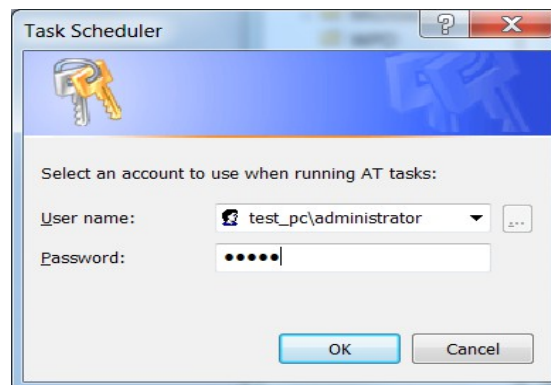 Task Scheduler
Select an account to use when running AT tasks:
User name: test_pc\administrator ...
Password: •••••
OK Cancel